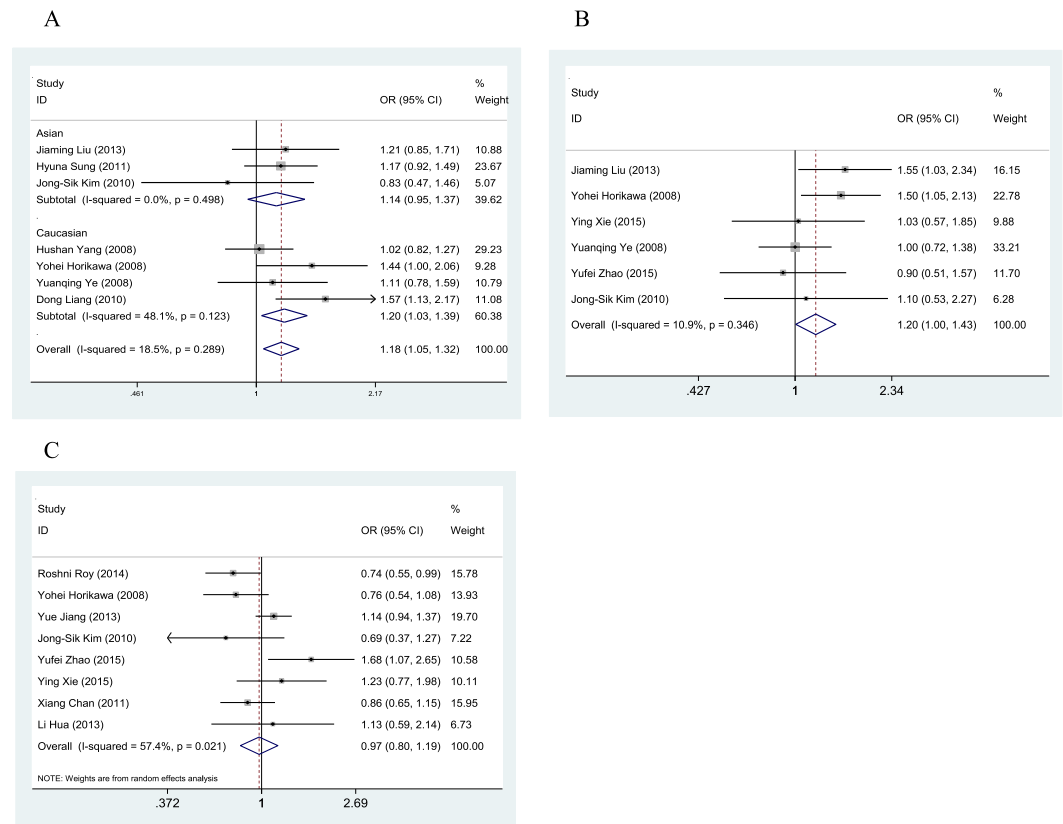 A
Study %
ID OR (95% CI) Weight
Asian
Jiaming Liu (2013) 1.21 (0.85, 1.71) 10.88
Hyuna Sung (2011) 1.17 (0.92, 1.49) 23.67
Jong-Sik Kim (2010) 0.83 (0.47, 1.46) 5.07
Subtotal (I-squared = 0.0%, p = 0.498) 1.14 (0.95, 1.37) 39.62
.
Caucasian
Hushan Yang (2008) 1.02 (0.82, 1.27) 29.23
Yohei Horikawa (2008) 1.44 (1.00, 2.06) 9.28
Yuanqing Ye (2008) 1.11 (0.78, 1.59) 10.79
Dong Liang (2010) 1.57 (1.13, 2.17) 11.08
Subtotal (I-squared = 48.1%, p = 0.123) 1.20 (1.03, 1.39) 60.38
.
Overall (I-squared = 18.5%, p = 0.289) 1.18 (1.05, 1.32) 100.00
.461 1 2.17
B
Study %
ID OR (95% CI) Weight
Jiaming Liu (2013) 1.55 (1.03, 2.34) 16.15
Yohei Horikawa (2008) 1.50 (1.05, 2.13) 22.78
Ying Xie (2015) 1.03 (0.57, 1.85) 9.88
Yuanqing Ye (2008) 1.00 (0.72, 1.38) 33.21
Yufei Zhao (2015) 0.90 (0.51, 1.57) 11.70
Jong-Sik Kim (2010) 1.10 (0.53, 2.27) 6.28
Overall (I-squared = 10.9%, p = 0.346) 1.20 (1.00, 1.43) 100.00
.427 1 2.34
C
Study %
ID OR (95% CI) Weight
Roshni Roy (2014) 0.74 (0.55, 0.99) 15.78
Yohei Horikawa (2008) 0.76 (0.54, 1.08) 13.93
Yue Jiang (2013) 1.14 (0.94, 1.37) 19.70
Jong-Sik Kim (2010) 0.69 (0.37, 1.27) 7.22
Yufei Zhao (2015) 1.68 (1.07, 2.65) 10.58
Ying Xie (2015) 1.23 (0.77, 1.98) 10.11
Xiang Chan (2011) 0.86 (0.65, 1.15) 15.95
Li Hua (2013) 1.13 (0.59, 2.14) 6.73
Overall (I-squared = 57.4%, p = 0.021) 0.97 (0.80, 1.19) 100.00
NOTE: Weights are from random effects analysis
.372 1 2.69